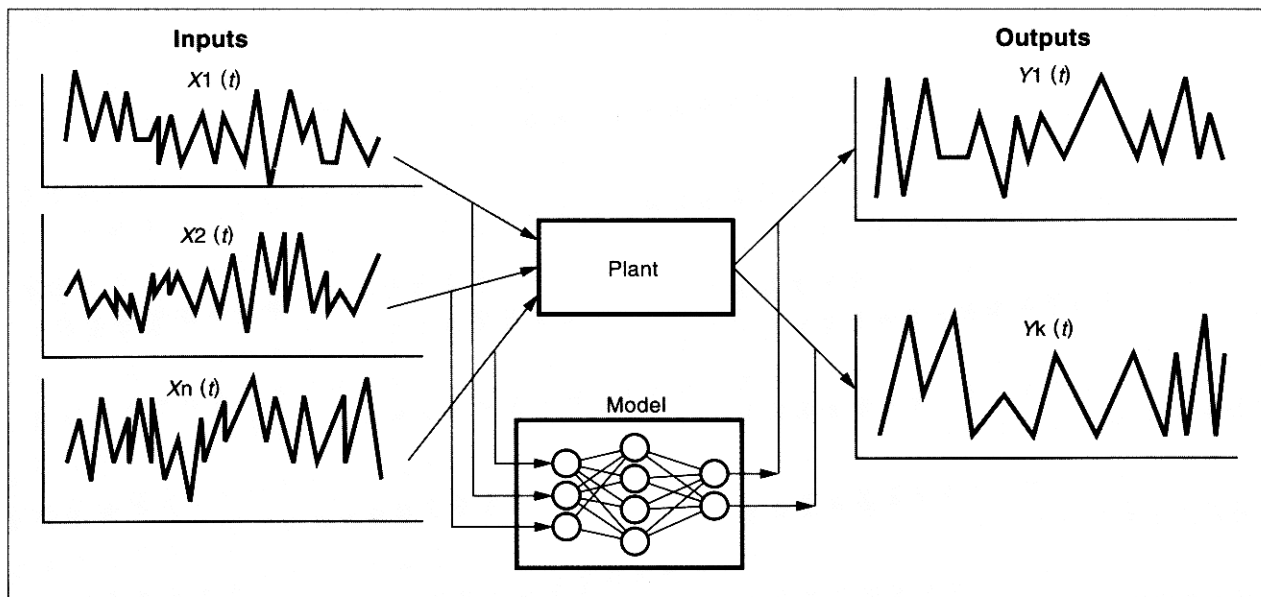 Inputs
Outputs
X1 (t)
Y1 (t)
X2 (t)
Plant
Yk (t)
Xn (t)
Model